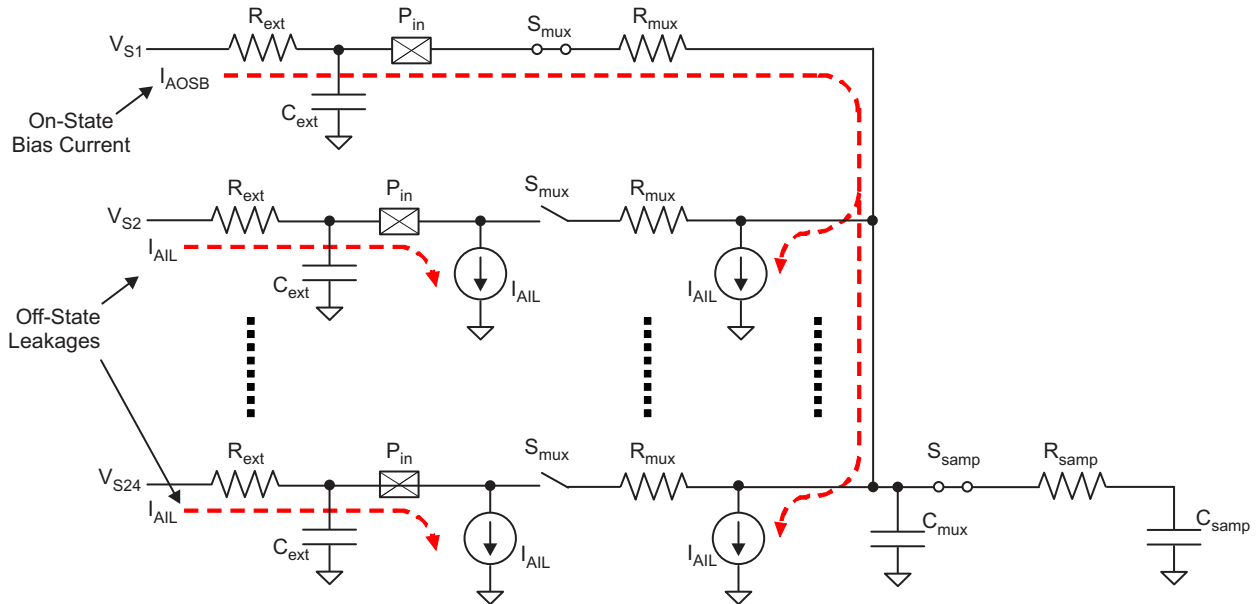 Rext
Pin
Smux
Rmux
VS1
IAOSB
On-State
Bias Current
Cext
Rext
Pin
Smux
Rmux
VS2
IAIL
Cext
IAIL
IAIL
Off-State
Leakages
Rext
Pin
Smux
Rmux
Ssamp
Rsamp
VS24
IAIL
Cext
IAIL
IAIL
Cmux
Csamp